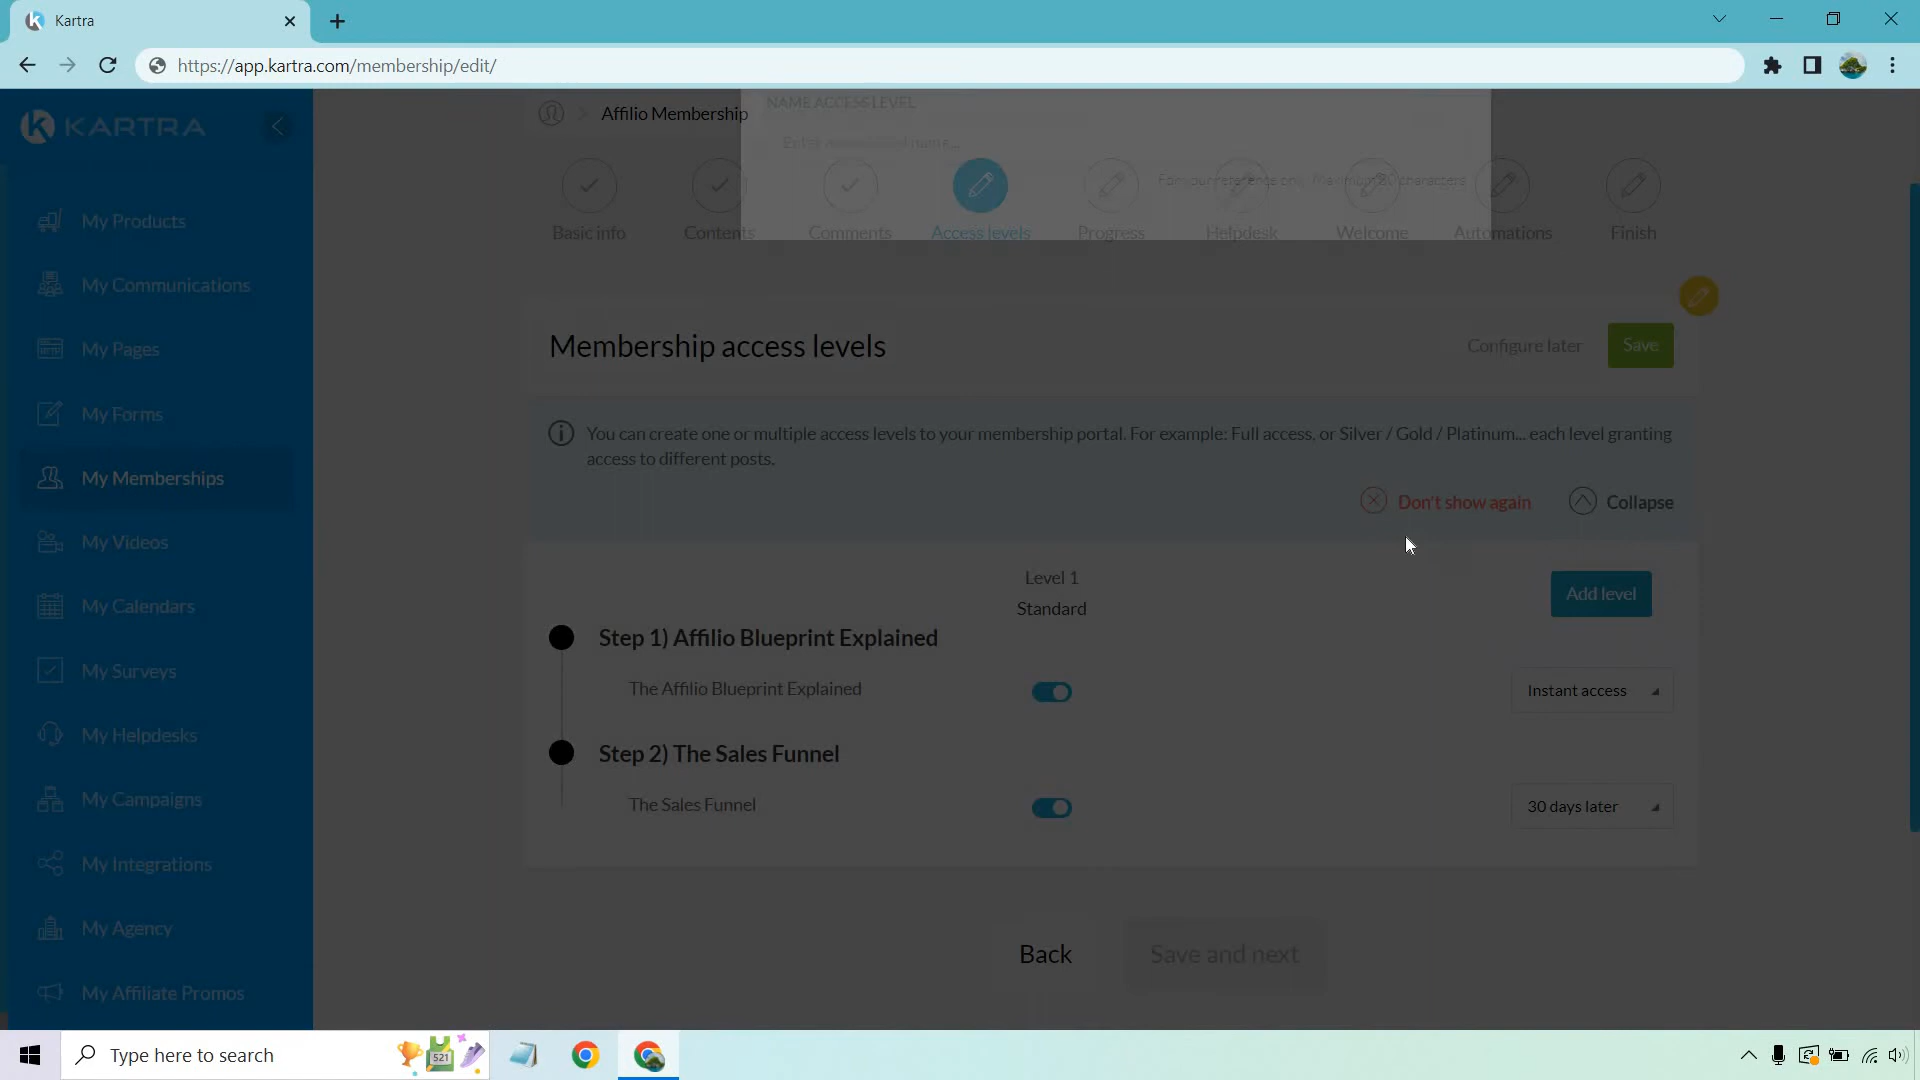 Kartra
https://app.kartra.com/membership/edit/
KARTRA
My Products
My Communications
My Pages
My Forms
My Memberships
My Videos
My Calendars
My Surveys
My Helpdesks
My Campaigns
My Integrations
My Agency
My Affiliate Promos
Affilio Membership
NAME ACCESS LEVEL
Enter
name...
For your reference only. Maximum 30 characters
Basic info
Contents
Comments
Access levels
Progress
Helpdesk
Welcome
Automations
Finish
Membership access levels
Configure later
Save
You can create one or multiple access levels to your membership portal. For example: Full access, or Silver / Gold / Platinum... each level granting
access to different posts.
Don't show again
Collapse
Level 1
Standard
Add level
Step 1) Affilio Blueprint Explained
The Affilio Blueprint Explained
Instant access
Step 2) The Sales Funnel
The Sales Funnel
30 days later
Back
Save and next
Type here to search
521